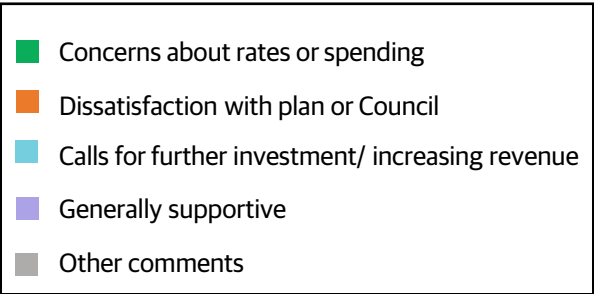 Concerns about rates or spending
Dissatisfaction with plan or Council
Calls for further investment/ increasing revenue
Generally supportive
Other comments